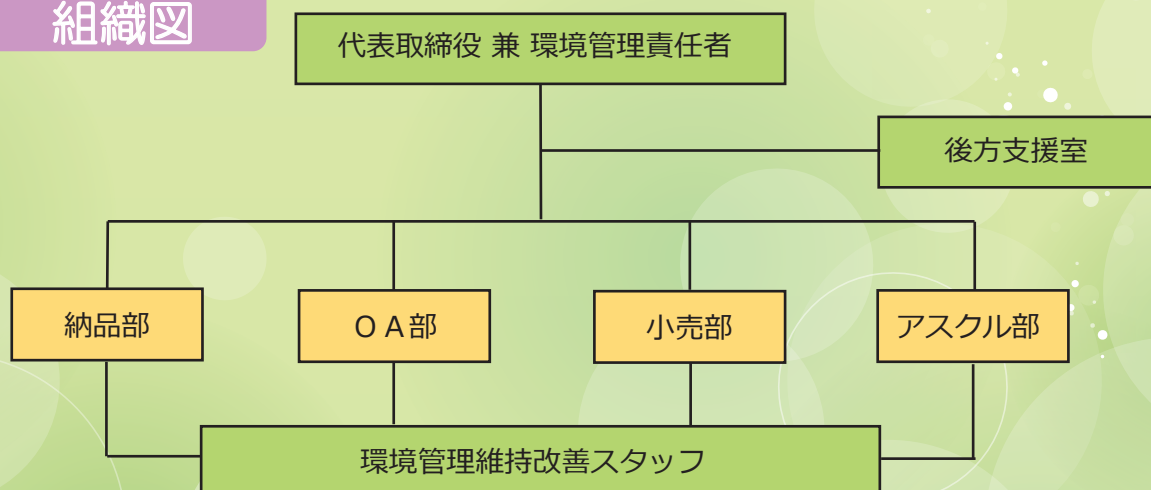 組織図
代表取締役 兼 環境管理責任者
後方支援室
納品部
ＯＡ部
小売部
アスクル部
環境管理維持改善スタッフ